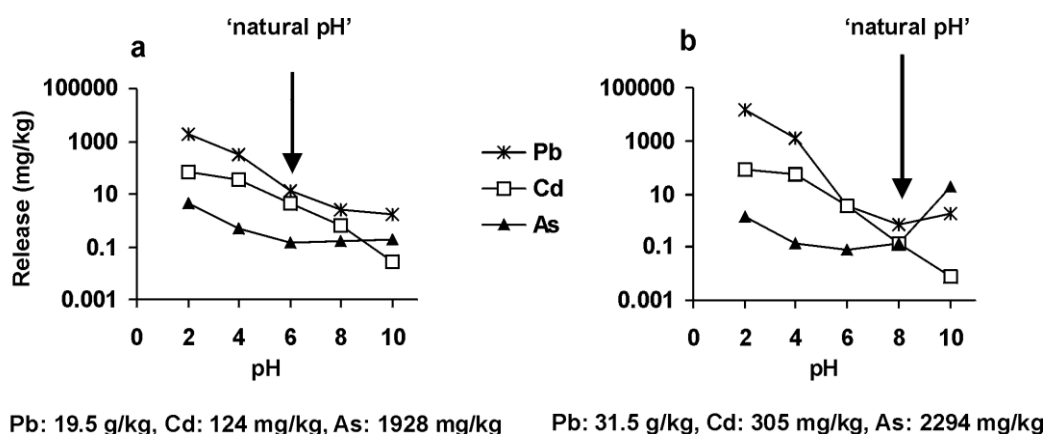 ‘natural pH’
a
100000
1000
10
0.1
0.001
Release (mg/kg)
0 2 4 6 8 10
pH
Pb
Cd
As
‘natural pH’
b
100000
1000
10
0.1
0.001
0 2 4 6 8 10
pH
Pb: 19.5 g/kg, Cd: 124 mg/kg, As: 1928 mg/kg
Pb: 31.5 g/kg, Cd: 305 mg/kg, As: 2294 mg/kg